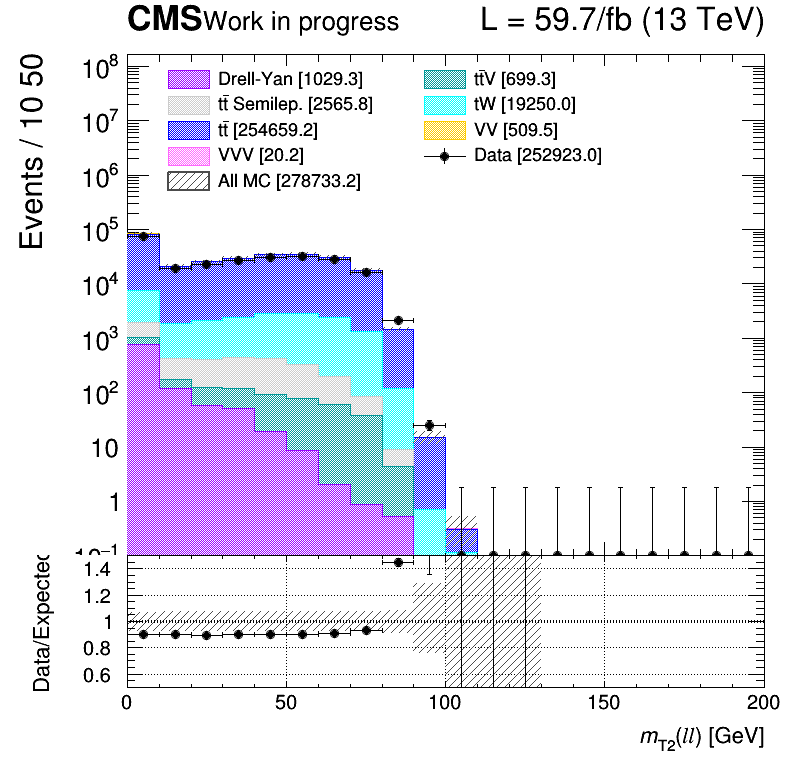 CMS Work in progress L = 59.7/fb (13 TeV)
Events / 10 50
10⁸
10⁷
10⁶
10⁵
10⁴
10³
10²
10
1
10⁻¹
Drell-Yan [1029.3]
tt̄ Semilep. [2565.8]
tt̄ [254659.2]
VVV [20.2]
All MC [278733.2]
tt̄V [699.3]
tW [19250.0]
VV [509.5]
Data [252923.0]
Data/Expected
1.4
1.2
1
0.8
0.6
0 50 100 150 200
m_T2(ll) [GeV]